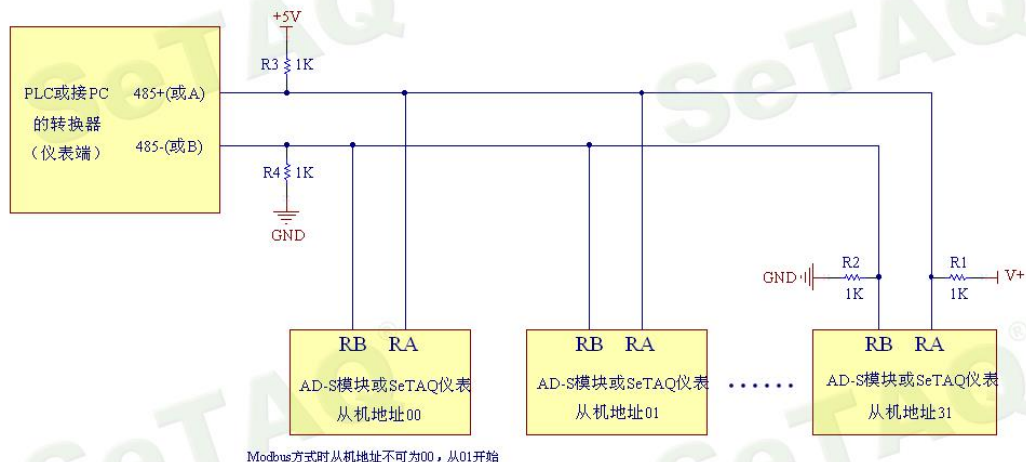 +5V
R3 1K
PLC或接PC 485+(或A)
的转换器
485-(或B)
（仪表端）
R4 1K
GND
R2 R1
GND V+
1K 1K
RB RA RB RA RB RA
AD-S模块或SeTAQ仪表 AD-S模块或SeTAQ仪表 ...... AD-S模块或SeTAQ仪表
从机地址00 从机地址01 从机地址31
Modbus方式时从机地址不可为00，从01开始
SeTAQ
SeTAQ
SeTAQ®
SeTAQ®